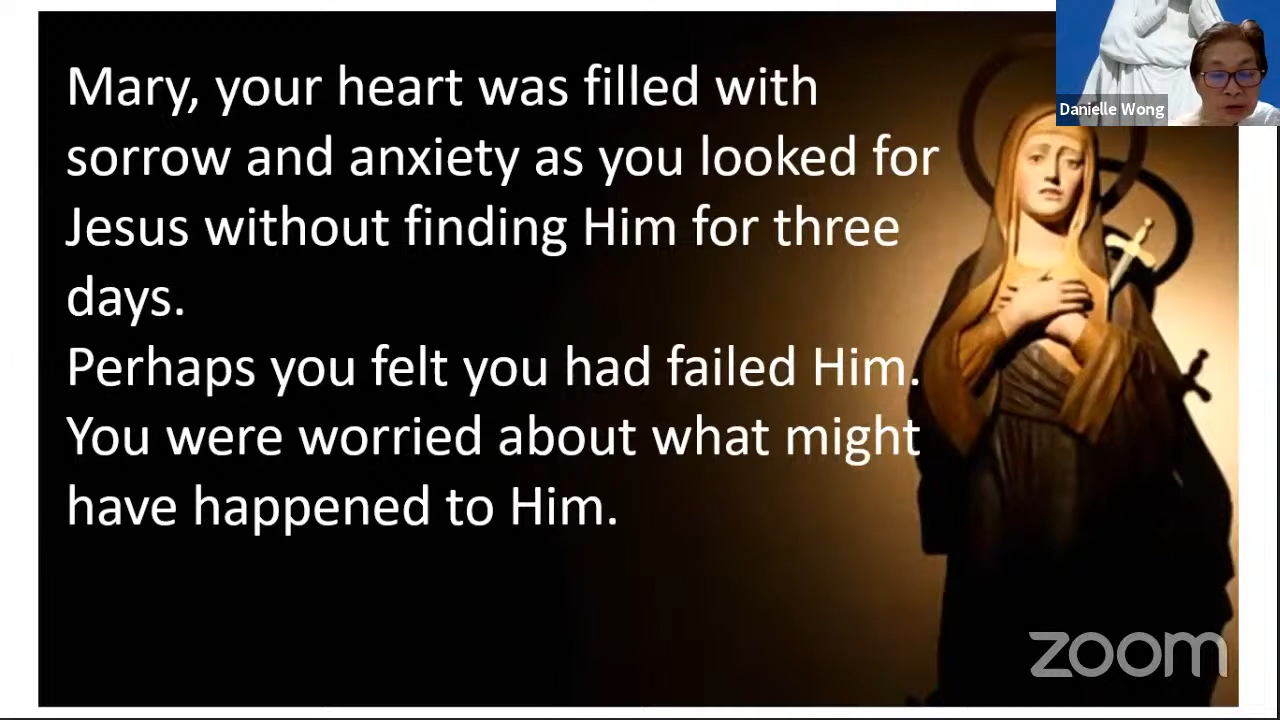 Mary, your heart was filled with
sorrow and anxiety as you looked for
Jesus without finding Him for three
days.
Perhaps you felt you had failed Him.
You were worried about what might
have happened to Him.
Danielle Wong
zoom